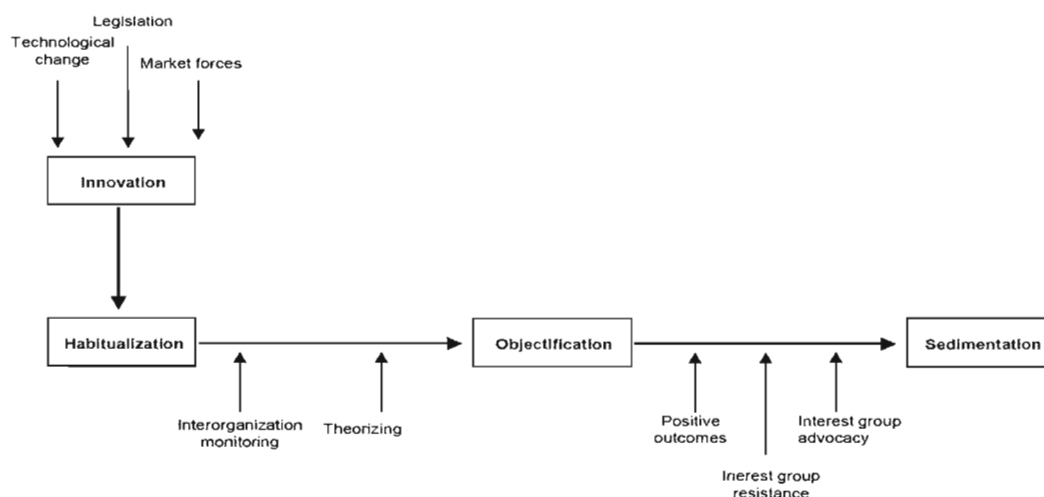 Legislation
Technological
change
Market forces
Innovation
Habitualization
Objectification
Sedimentation
Interorganization
monitoring
Theorizing
Positive
outcomes
Interest group
advocacy
Inerest group
resistance